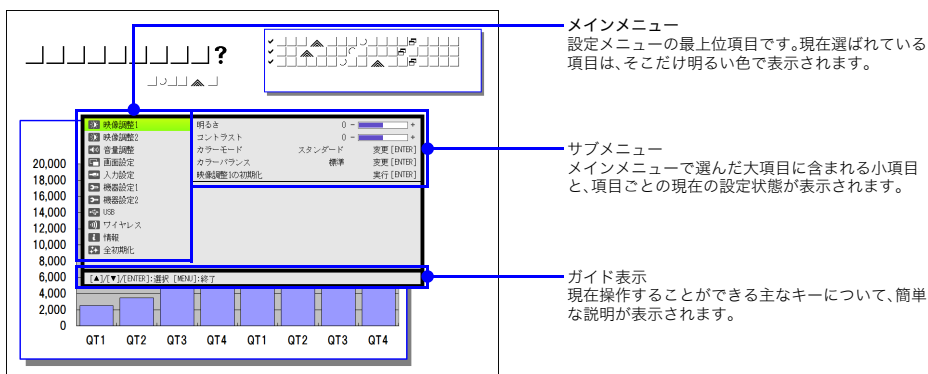 ?
メインメニュー
設定メニューの最上位項目です。現在選ばれている
項目は、そこだけ明るい色で表示されます。
映像調整1
映像調整2
音量調整
画面設定
入力設定
機器設定1
機器設定2
USB
ワイヤレス
情報
全初期化
明るさ 0 - +
コントラスト 0 - +
カラーモード スタンダード 変更[ENTER]
カラーバランス 標準 変更[ENTER]
映像調整1の初期化 実行[ENTER]
[▲]/[▼]/[ENTER]:選択 [MENU]:終了
サブメニュー
メインメニューで選んだ大項目に含まれる小項目
と、項目ごとの現在の設定状態が表示されます。
ガイド表示
現在操作することができる主なキーについて、簡単
な説明が表示されます。
20,000
18,000
16,000
14,000
12,000
10,000
8,000
6,000
4,000
2,000
0
QT1 QT2 QT3 QT4 QT1 QT2 QT3 QT4